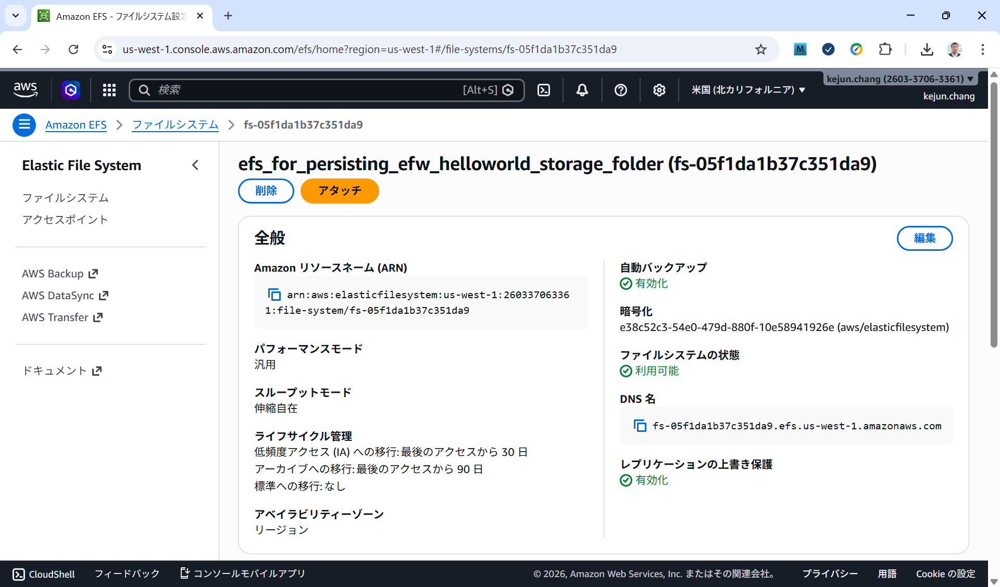 Amazon EFS - ファイルシステム設定
us-west-1.console.aws.amazon.com/efs/home?region=us-west-1#/file-systems/fs-05f1da1b37c351da9
M
aws
検索
[Alt+S]
米国 (北カリフォルニア) ▼
kejun.chang (2603-3706-3361) ▼
kejun.chang
Amazon EFS
ファイルシステム
fs-05f1da1b37c351da9
Elastic File System
ファイルシステム
アクセスポイント
AWS Backup
AWS DataSync
AWS Transfer
ドキュメント
efs_for_persisting_efw_helloworld_storage_folder (fs-05f1da1b37c351da9)
削除
アタッチ
全般
編集
Amazon リソースネーム (ARN)
arn:aws:elasticfilesystem:us-west-1:26033706336
1:file-system/fs-05f1da1b37c351da9
パフォーマンスモード
汎用
スループットモード
伸縮自在
ライフサイクル管理
低頻度アクセス (IA) への移行: 最後のアクセスから 30 日
アーカイブへの移行: 最後のアクセスから 90 日
標準への移行: なし
アベイラビリティーゾーン
リージョン
自動バックアップ
有効化
暗号化
e38c52c3-54e0-479d-880f-10e58941926e (aws/elasticfilesystem)
ファイルシステムの状態
利用可能
DNS 名
fs-05f1da1b37c351da9.efs.us-west-1.amazonaws.com
レプリケーションの上書き保護
有効化
CloudShell
フィードバック
コンソールモバイルアプリ
© 2026, Amazon Web Services, Inc. またはその関連会社。
プライバシー
用語
Cookie の設定